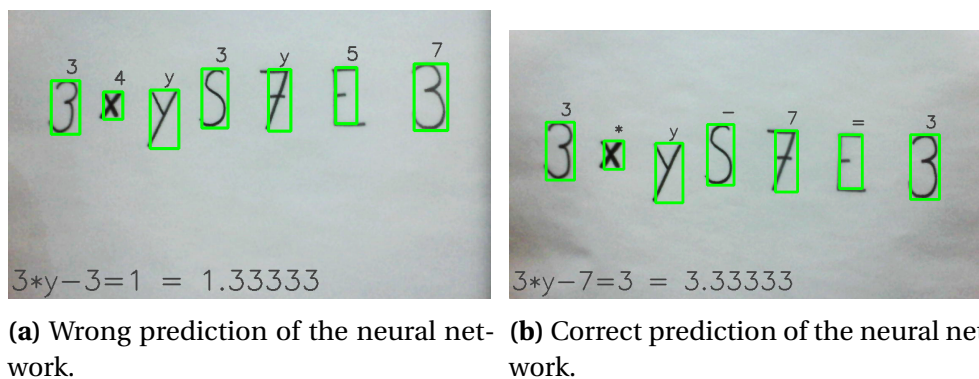 3 4 y 3 y 5 7
3 x y S 7 E 3
3*y-3=1 = 1.33333
(a) Wrong prediction of the neural net-
work.
3 * y - 7 = 3
3 x y S 7 E 3
3*y-7=3 = 3.33333
(b) Correct prediction of the neural ne
work.